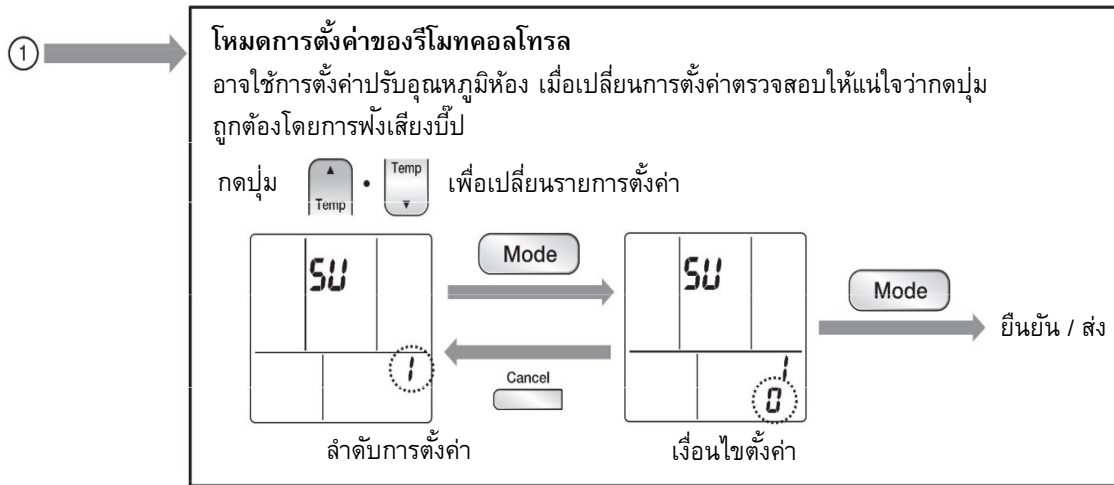 1
โหมดการตั้งค่าของรีโมทคอลโทรล
อาจใช้การตั้งค่าปรับอุณหภูมิห้อง เมื่อเปลี่ยนการตั้งค่าตรวจสอบให้แน่ใจว่ากดปุ่ม
ถูกต้องโดยการฟังเสียงบี๊ป
กดปุ่ม ▲ Temp • Temp ▼ เพื่อเปลี่ยนรายการตั้งค่า
SU
1
Mode
Cancel
SU
1
0
Mode
ยืนยัน / ส่ง
ลำดับการตั้งค่า
เงื่อนไขตั้งค่า